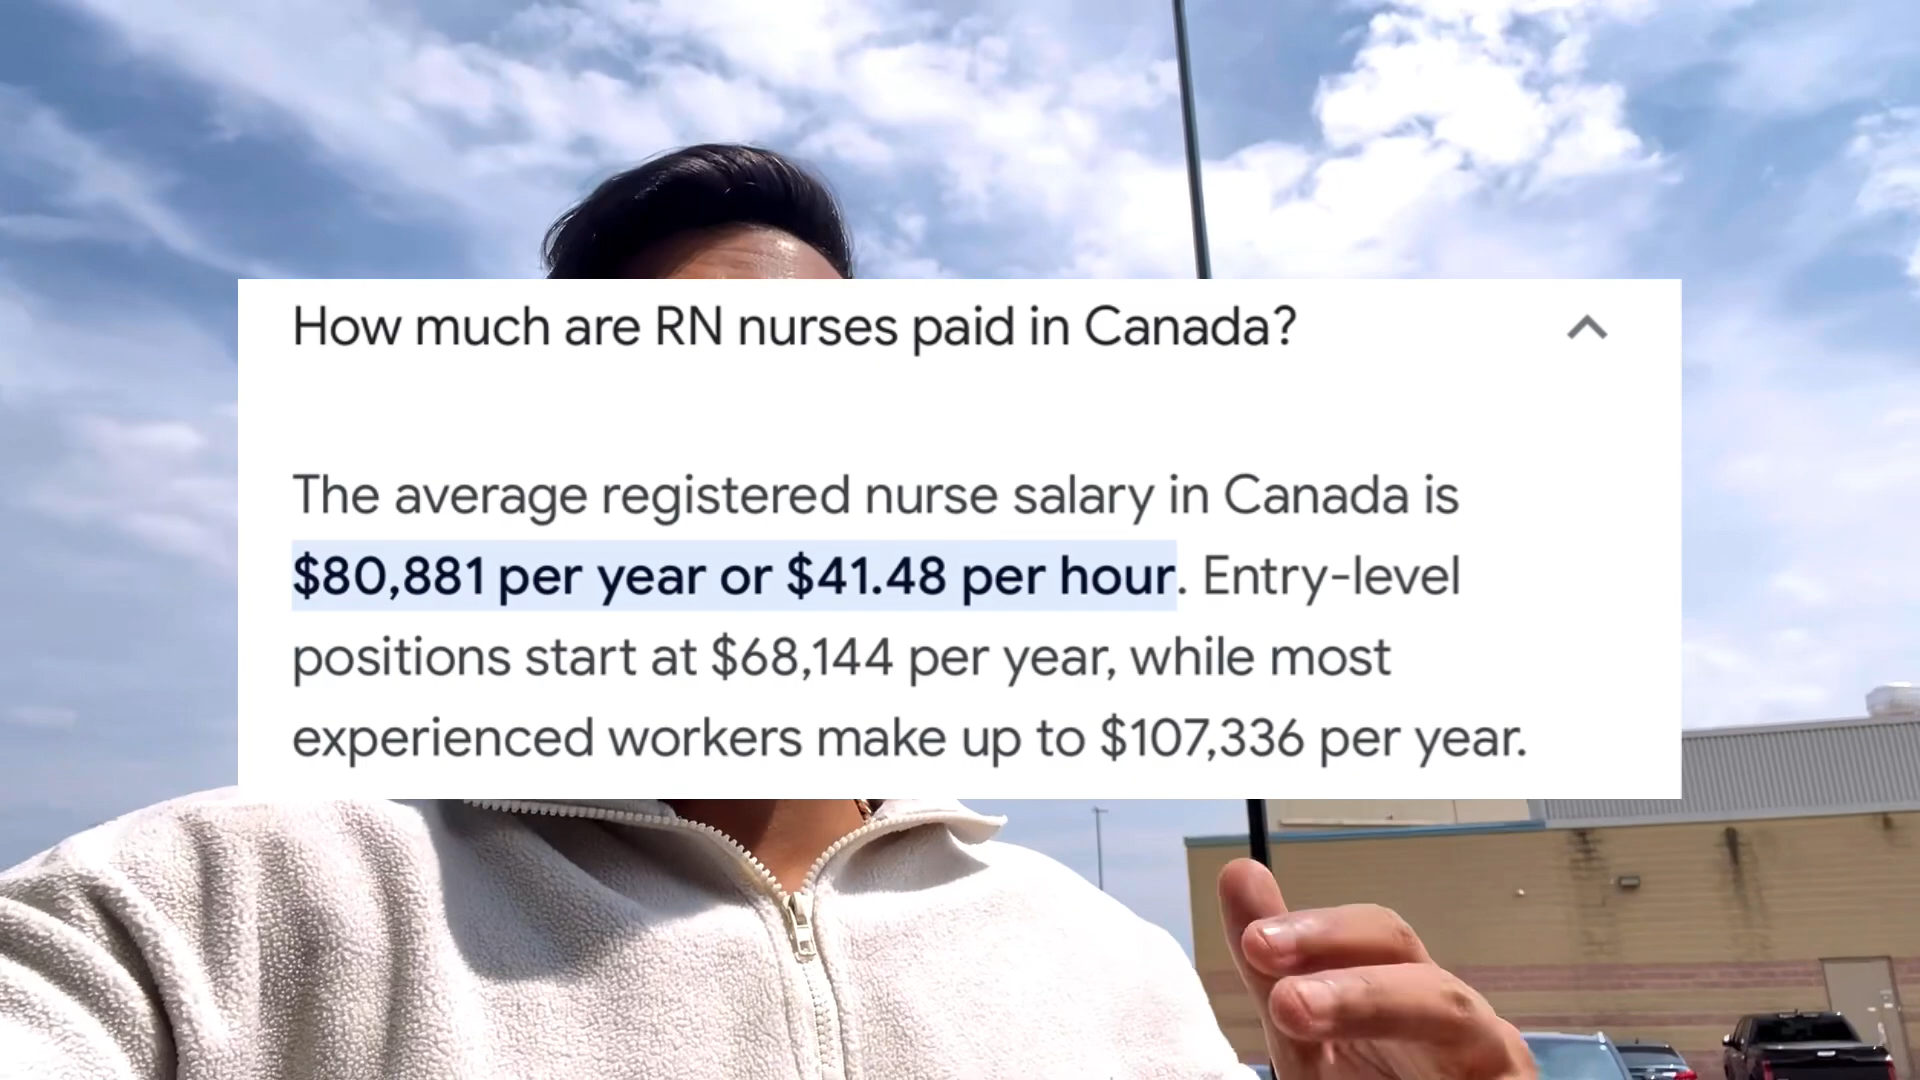 How much are RN nurses paid in Canada?
The average registered nurse salary in Canada is
$80,881 per year or $41.48 per hour. Entry-level
positions start at $68,144 per year, while most
experienced workers make up to $107,336 per year.